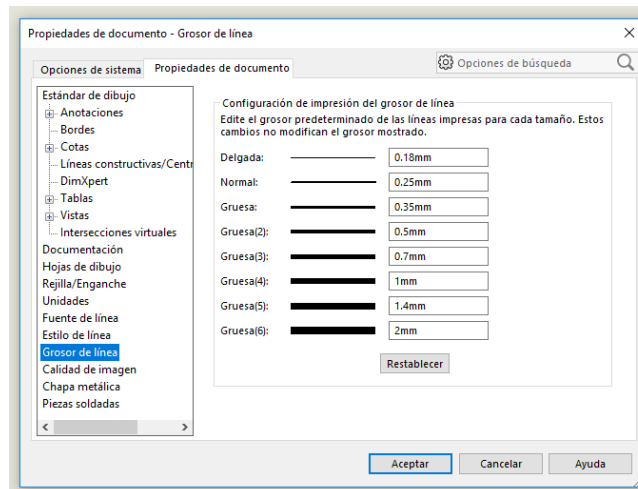 Propiedades de documento - Grosor de línea
Opciones de sistema
Propiedades de documento
Opciones de búsqueda
Estándar de dibujo
Anotaciones
Bordes
Cotas
Líneas constructivas/Centr
DimXpert
Tablas
Vistas
Intersecciones virtuales
Documentación
Hojas de dibujo
Rejilla/Enganche
Unidades
Fuente de línea
Estilo de línea
Grosor de línea
Calidad de imagen
Chapa metálica
Piezas soldadas
Configuración de impresión del grosor de línea
Edite el grosor predeterminado de las líneas impresas para cada tamaño. Estos
cambios no modifican el grosor mostrado.
Delgada: 0.18mm
Normal: 0.25mm
Gruesa: 0.35mm
Gruesa(2): 0.5mm
Gruesa(3): 0.7mm
Gruesa(4): 1mm
Gruesa(5): 1.4mm
Gruesa(6): 2mm
Restablecer
Aceptar
Cancelar
Ayuda